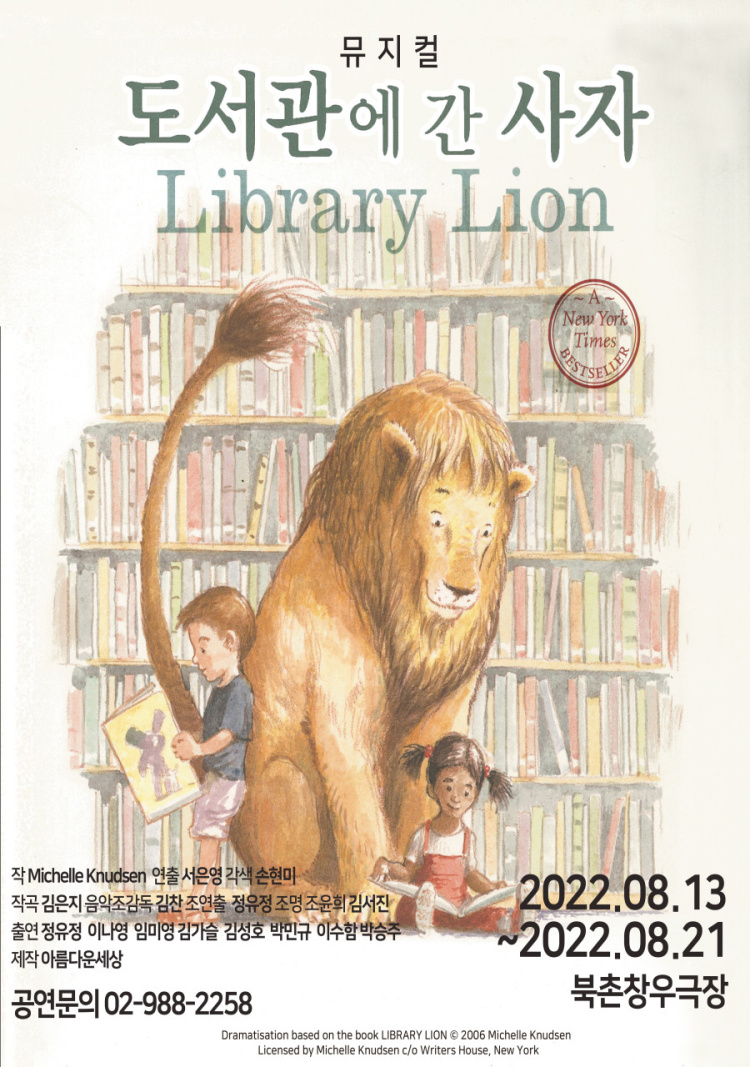 뮤지컬
도서관에 간 사자
Library Lion
~ A ~
New York
Times
BESTSELLER
작 Michelle Knudsen 연출 서은영 각색 손현미
작곡 김은지 음악조감독 김찬 조연출 정유정 조명 조윤희 김서진
출연 정유정 이나영 임미영 김가슬 김성호 박민규 이수함 박승주
제작 아름다운세상
공연문의 02-988-2258
2022.08.13
~2022.08.21
북촌창우극장
Dramatisation based on the book LIBRARY LION © 2006 Michelle Knudsen
Licensed by Michelle Knudsen c/o Writers House, New York